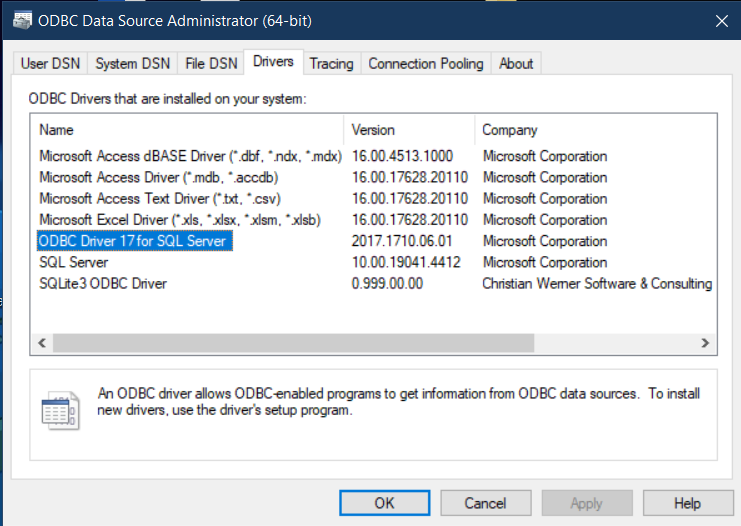 ODBC Data Source Administrator (64-bit)
User DSN System DSN File DSN Drivers Tracing Connection Pooling About
ODBC Drivers that are installed on your system:
Name Version Company
Microsoft Access dBASE Driver (*.dbf, *.ndx, *.mdx) 16.00.4513.1000 Microsoft Corporation
Microsoft Access Driver (*.mdb, *.accdb) 16.00.17628.20110 Microsoft Corporation
Microsoft Access Text Driver (*.txt, *.csv) 16.00.17628.20110 Microsoft Corporation
Microsoft Excel Driver (*.xls, *.xlsx, *.xlsm, *.xlsb) 16.00.17628.20110 Microsoft Corporation
ODBC Driver 17 for SQL Server 2017.1710.06.01 Microsoft Corporation
SQL Server 10.00.19041.4412 Microsoft Corporation
SQLite3 ODBC Driver 0.999.00.00 Christian Werner Software & Consulting
An ODBC driver allows ODBC-enabled programs to get information from ODBC data sources. To install
new drivers, use the driver's setup program.
OK Cancel Apply Help